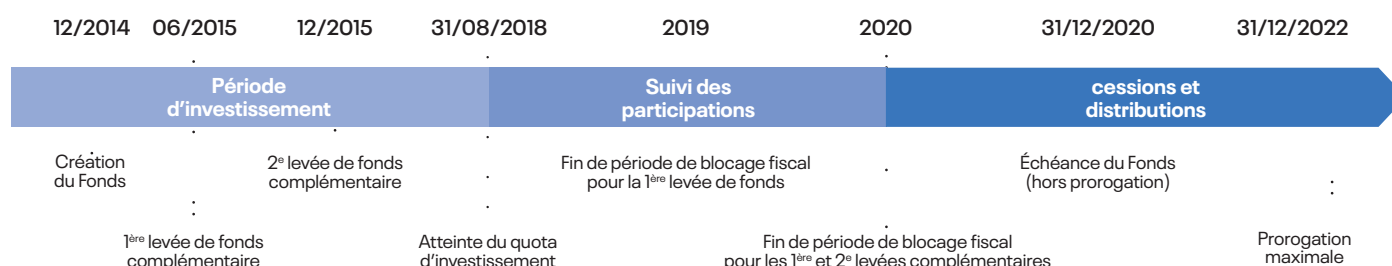 12/2014 06/2015 12/2015 31/08/2018 2019 2020 31/12/2020 31/12/2022
Période
d'investissement
Suivi des
participations
cessions et
distributions
Création
du Fonds
2e levée de fonds
complémentaire
Fin de période de blocage fiscal
pour la 1ère levée de fonds
Échéance du Fonds
(hors prorogation)
1ère levée de fonds
complémentaire
Atteinte du quota
d'investissement
Fin de période de blocage fiscal
pour les 1ère et 2e levées complémentaires
Prorogation
maximale